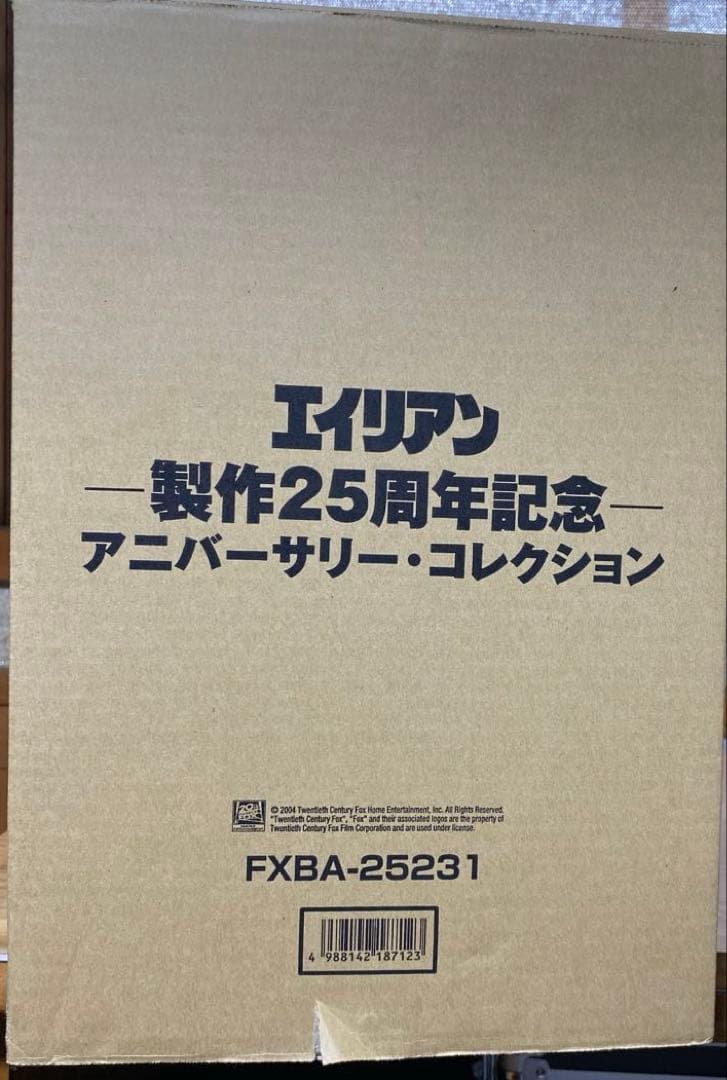 エイリアン
―製作25周年記念―
アニバーサリー・コレクション
20th CENTURY FOX
© 2004 Twentieth Century Fox Home Entertainment, Inc. All Rights Reserved.
"Twentieth Century Fox", "Fox" and their associated logos are the property of
Twentieth Century Fox Film Corporation and are used under license.
FXBA-25231
4 988142 187123